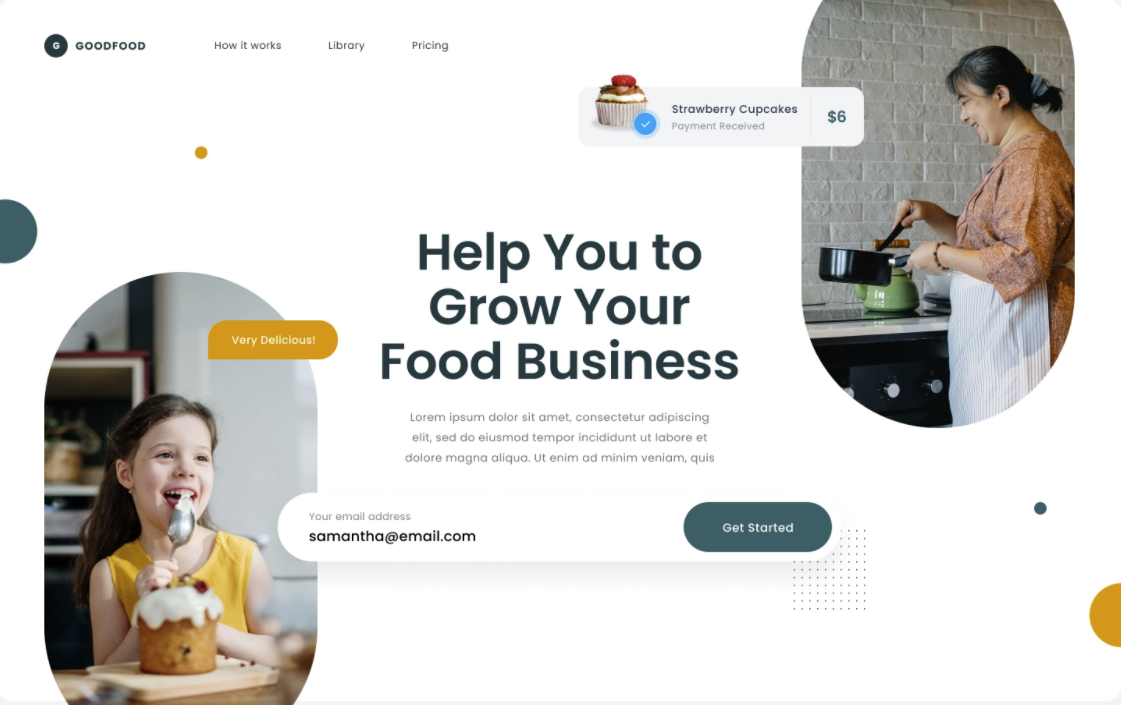 G GOODFOOD
How it works
Library
Pricing
Strawberry Cupcakes
Payment Received
$6
Help You to
Grow Your
Food Business
Very Delicious!
Lorem ipsum dolor sit amet, consectetur adipiscing
elit, sed do eiusmod tempor incididunt ut labore et
dolore magna aliqua. Ut enim ad minim veniam, quis
Your email address
samantha@email.com
Get Started